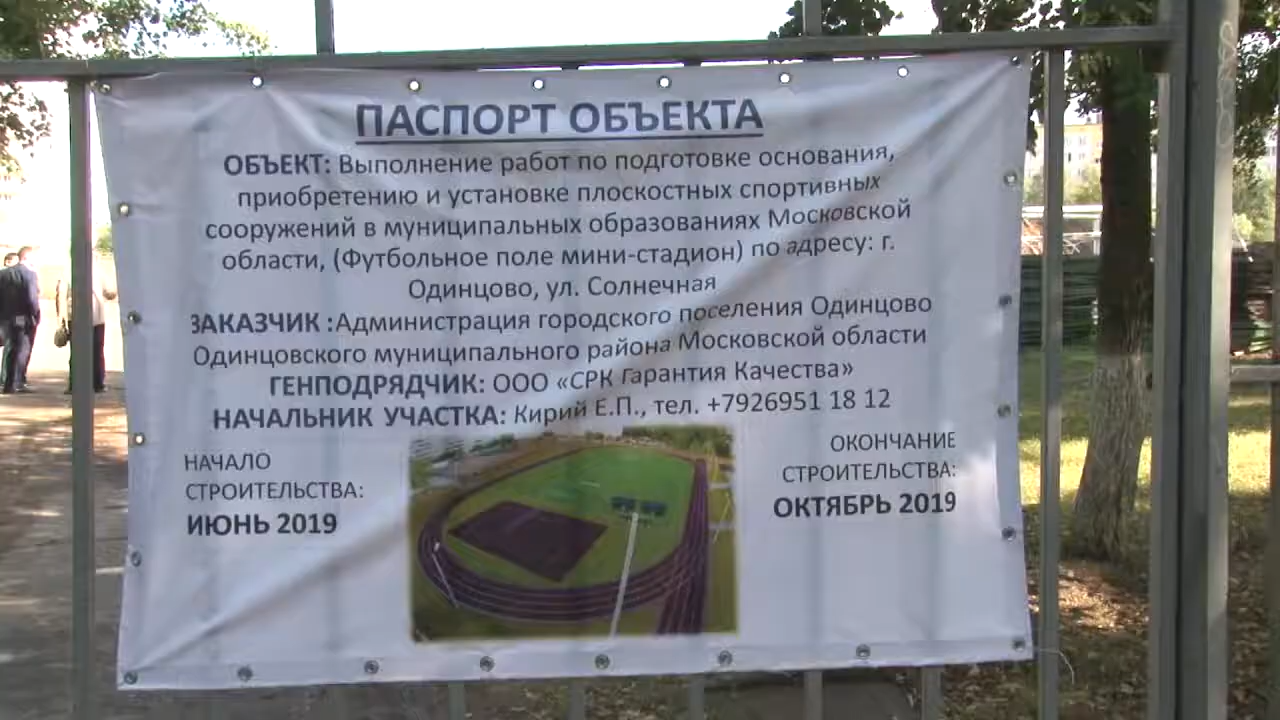 ПАСПОРТ ОБЪЕКТА
ОБЪЕКТ: Выполнение работ по подготовке основания,
приобретению и установке плоскостных спортивных
сооружений в муниципальных образованиях Московской
области, (Футбольное поле мини-стадион) по адресу: г.
Одинцово, ул. Солнечная
ЗАКАЗЧИК :Администрация городского поселения Одинцово
Одинцовского муниципального района Московской области
ГЕНПОДРЯДЧИК: ООО «СРК Гарантия Качества»
НАЧАЛЬНИК УЧАСТКА: Кирий Е.П., тел. +7926951 18 12
НАЧАЛО
СТРОИТЕЛЬСТВА:
ИЮНЬ 2019
ОКОНЧАНИЕ
СТРОИТЕЛЬСТВА:
ОКТЯБРЬ 2019